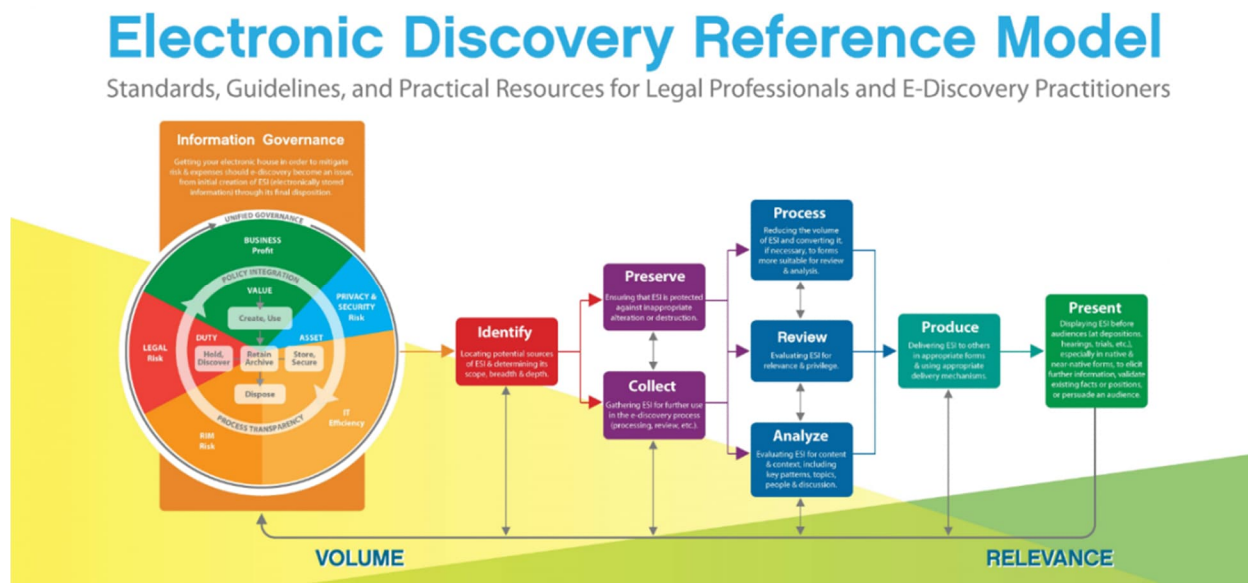 Electronic Discovery Reference Model
Standards, Guidelines, and Practical Resources for Legal Professionals and E-Discovery Practitioners
Information Governance
Getting your electronic house in order to mitigate
risk & expenses should e-discovery become an issue,
from initial creation of ESI (electronically stored
information) through its final disposition.
UNIFIED GOVERNANCE
BUSINESS
Profit
POLICY INTEGRATION
VALUE
Create, Use
PRIVACY &
SECURITY
Risk
LEGAL
Risk
DUTY
Hold,
Discover
Retain
Archive
ASSET
Store,
Secure
Dispose
PROCESS TRANSPARENCY
RIM
Risk
IT
Efficiency
Identify
Locating potential sources
of ESI & determining its
scope, breadth & depth.
Preserve
Ensuring that ESI is protected
against inappropriate
alteration or destruction.
Collect
Gathering ESI for further use
in the e-discovery process
(processing, review, etc.).
Process
Reducing the volume
of ESI and converting it,
if necessary, to forms
more suitable for review
& analysis.
Review
Evaluating ESI for
relevance & privilege.
Analyze
Evaluating ESI for content
& context, including
key patterns, topics,
people & discussion.
Produce
Delivering ESI to others
in appropriate forms
& using appropriate
delivery mechanisms.
Present
Displaying ESI before
audiences (at depositions,
hearings, trials, etc.),
especially in native &
near-native forms, to elicit
further information, validate
existing facts or positions,
or persuade an audience.
VOLUME
RELEVANCE